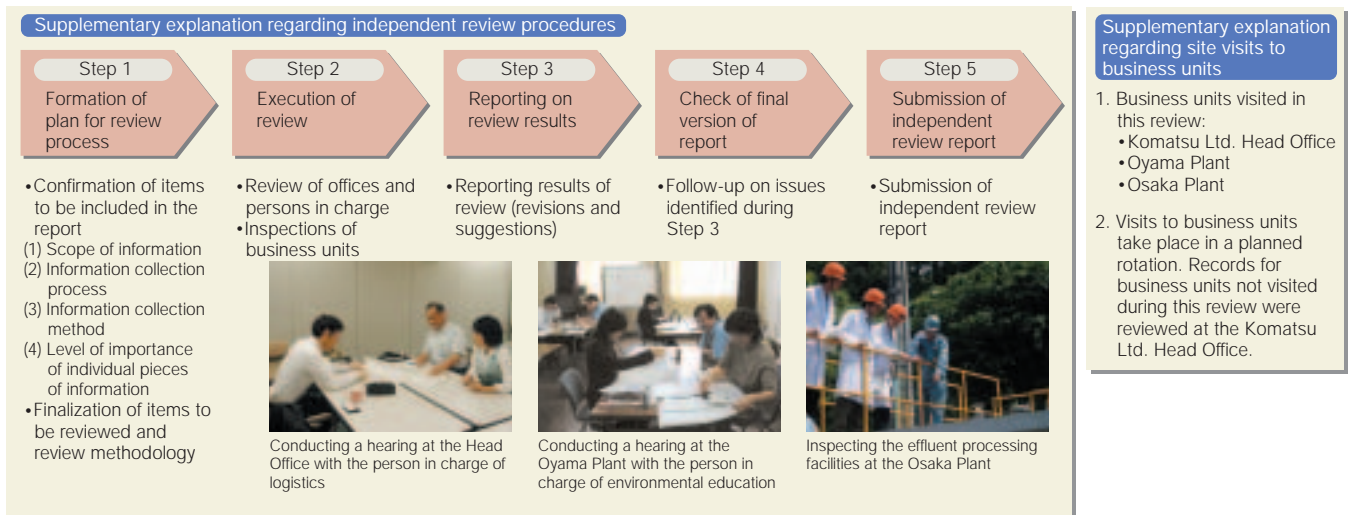 Supplementary explanation regarding independent review procedures
Step 1
Formation of
plan for review
process
Step 2
Execution of
review
Step 3
Reporting on
review results
Step 4
Check of final
version of
report
Step 5
Submission of
independent
review report
•Confirmation of items
to be included in the
report
(1) Scope of information
(2) Information collection
process
(3) Information collection
method
(4) Level of importance
of individual pieces
of information
•Finalization of items to
be reviewed and
review methodology
•Review of offices and
persons in charge
•Inspections of
business units
•Reporting results of
review (revisions and
suggestions)
•Follow-up on issues
identified during
Step 3
•Submission of
independent review
report
Conducting a hearing at the Head
Office with the person in charge of
logistics
Conducting a hearing at the
Oyama Plant with the person in
charge of environmental education
Inspecting the effluent processing
facilities at the Osaka Plant
Supplementary explanation
regarding site visits to
business units
1. Business units visited in
this review:
•Komatsu Ltd. Head Office
•Oyama Plant
•Osaka Plant
2. Visits to business units
take place in a planned
rotation. Records for
business units not visited
during this review were
reviewed at the Komatsu
Ltd. Head Office.